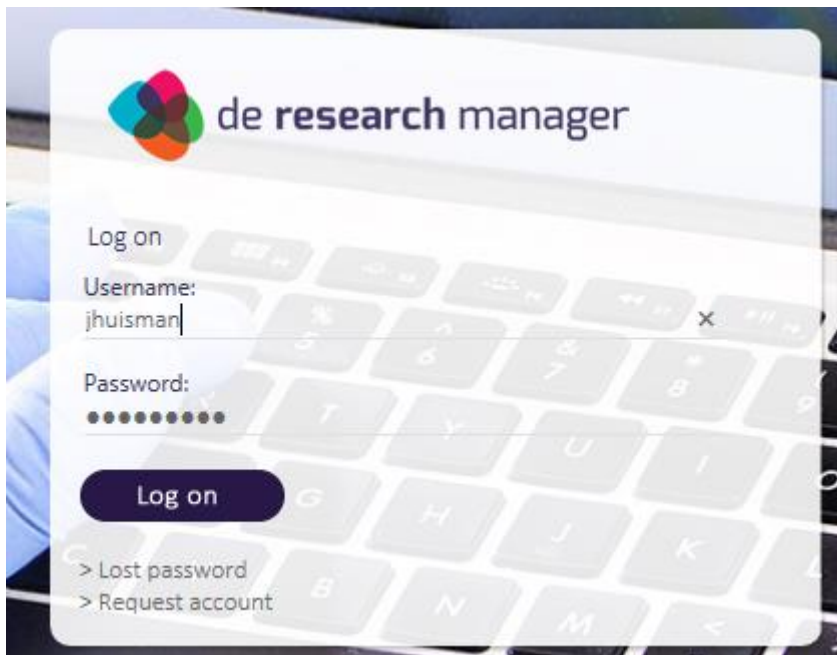 de research manager
Log on
Username:
jhuisman
Password:
●●●●●●●●●
Log on
> Lost password
> Request account